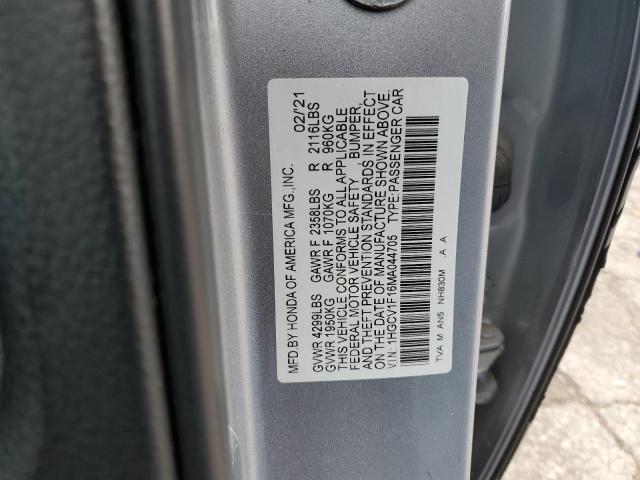 MFD.BY HONDA OF AMERICA MFG.,INC. 02/'21
GVWR 4299LBS GAWR F 2358LBS R 2116LBS
GVWR 1950KG GAWR F 1070KG R 960KG
THIS VEHICLE CONFORMS TO ALL APPLICABLE
FEDERAL MOTOR VEHICLE SAFETY, BUMPER,
AND THEFT PREVENTION STANDARDS IN EFFECT
ON THE DATE OF MANUFACTURE SHOWN ABOVE.
V.I.N: 1HGCV1F16MA044705 TYPE:PASSENGER CAR
TVA M AN5 NH830M .A .A